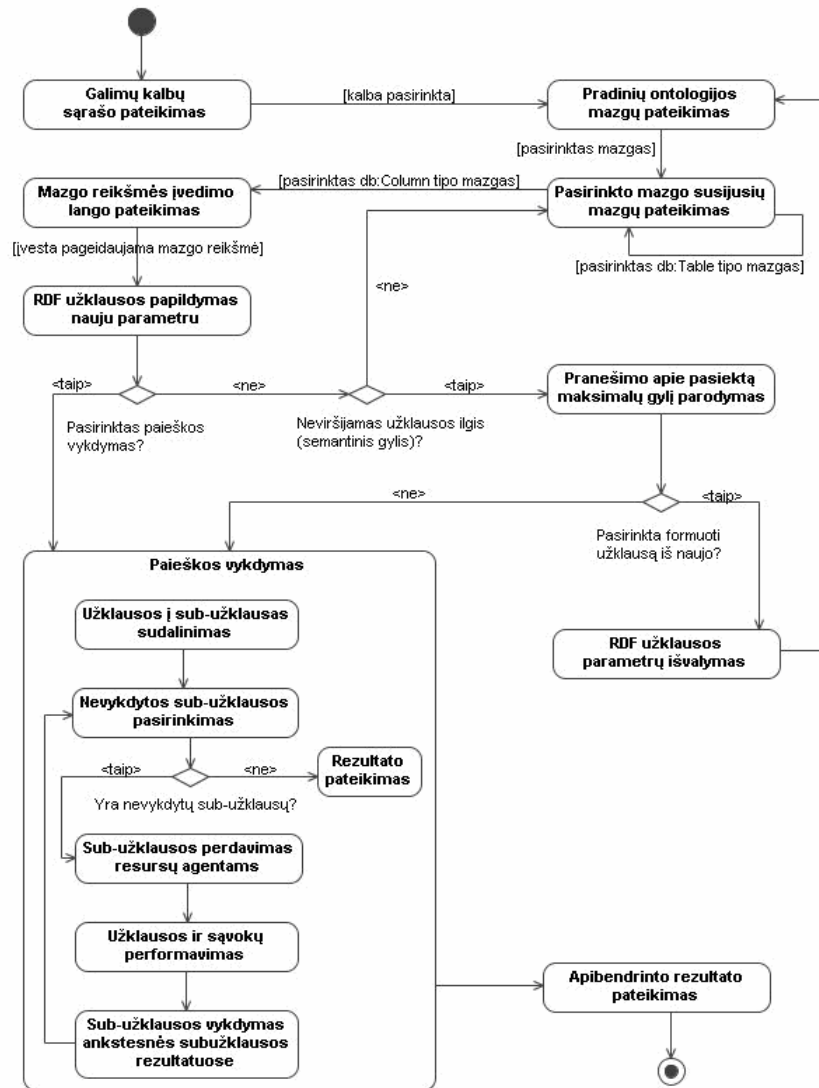 Galimų kalbų
sąrašo pateikimas
[kalba pasirinkta]
Pradinių ontologijos
mazgų pateikimas
[pasirinktas mazgas]
Mazgo reikšmės įvedimo
lango pateikimas
[pasirinktas db:Column tipo mazgas]
Pasirinkto mazgo susijusių
mazgų pateikimas
[įvesta pageidaujama mazgo reikšmė]
[pasirinktas db:Table tipo mazgas]
<ne>
RDF užklausos papildymas
nauju parametru
<taip>
<ne>
<taip>
Pranešimo apie pasiektą
maksimalų gylį parodymas
Pasirinktas paieškos
vykdymas?
Neviršijamas užklausos ilgis
(semantinis gylis)?
<ne>
<taip>
Pasirinkta formuoti
užklausą iš naujo?
Paieškos vykdymas
Užklausos į sub-užklausas
sudalinimas
RDF užklausos
parametrų išvalymas
Nevykdytos sub-užklausos
pasirinkimas
<taip>
<ne>
Rezultato
pateikimas
Yra nevykdytų sub-užklausų?
Sub-užklausos perdavimas
resursų agentams
Užklausos ir sąvokų
performavimas
Apibendrinto rezultato
pateikimas
Sub-užklausos vykdymas
ankstesnės subužklausos
rezultatuose